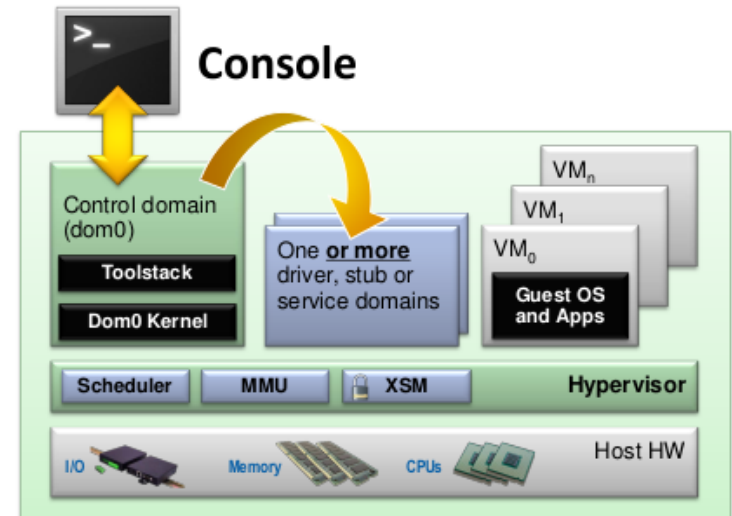 >_
Console
Control domain
(dom0)
Toolstack
Dom0 Kernel
One or more
driver, stub or
service domains
VMn
VM1
VM0
Guest OS
and Apps
Scheduler
MMU
XSM
Hypervisor
I/O
Memory
CPUs
Host HW